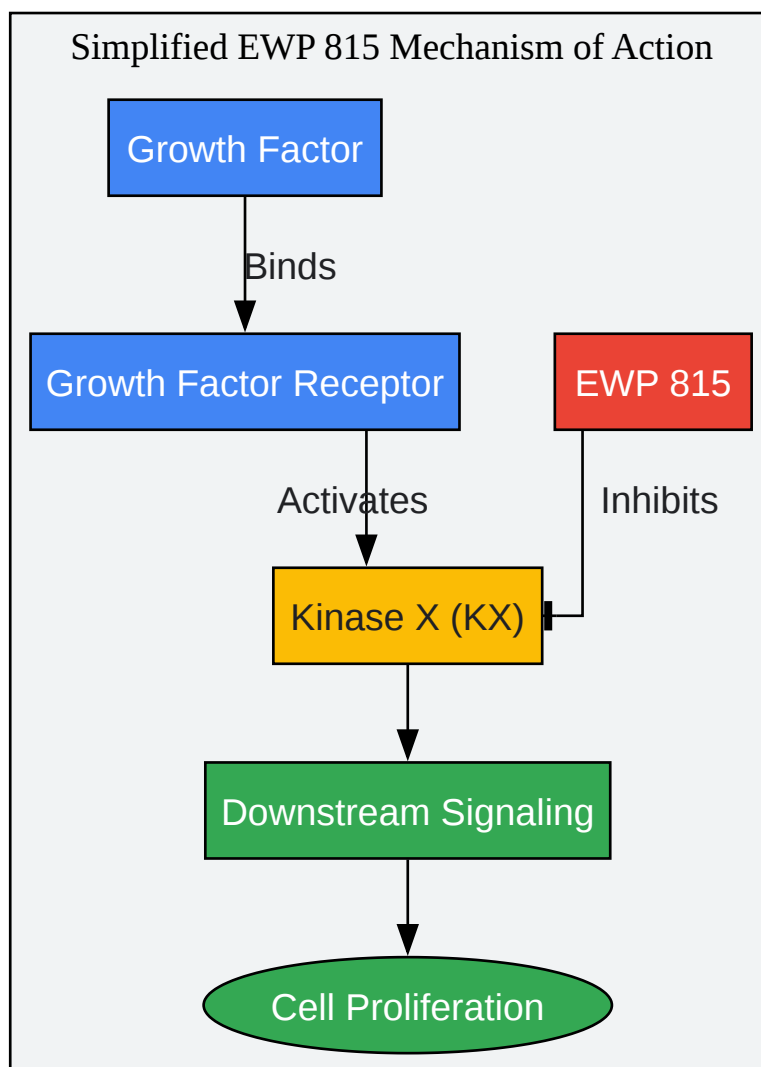 Simplified EWP 815 Mechanism of Action
Growth Factor
Binds
Growth Factor Receptor
EWP 815
Activates
Inhibits
Kinase X (KX)
Downstream Signaling
Cell Proliferation